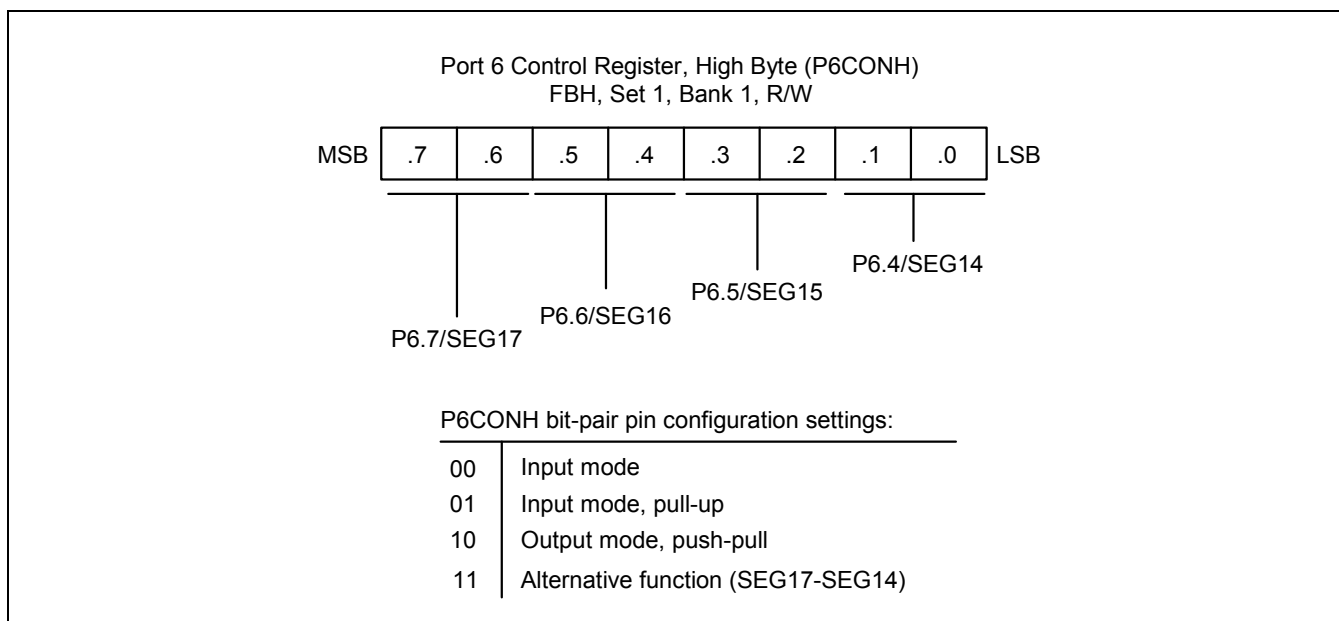 Port 6 Control Register, High Byte (P6CONH)
FBH, Set 1, Bank 1, R/W
MSB .7 .6 .5 .4 .3 .2 .1 .0 LSB
P6.4/SEG14
P6.5/SEG15
P6.6/SEG16
P6.7/SEG17
P6CONH bit-pair pin configuration settings:
00 Input mode
01 Input mode, pull-up
10 Output mode, push-pull
11 Alternative function (SEG17-SEG14)